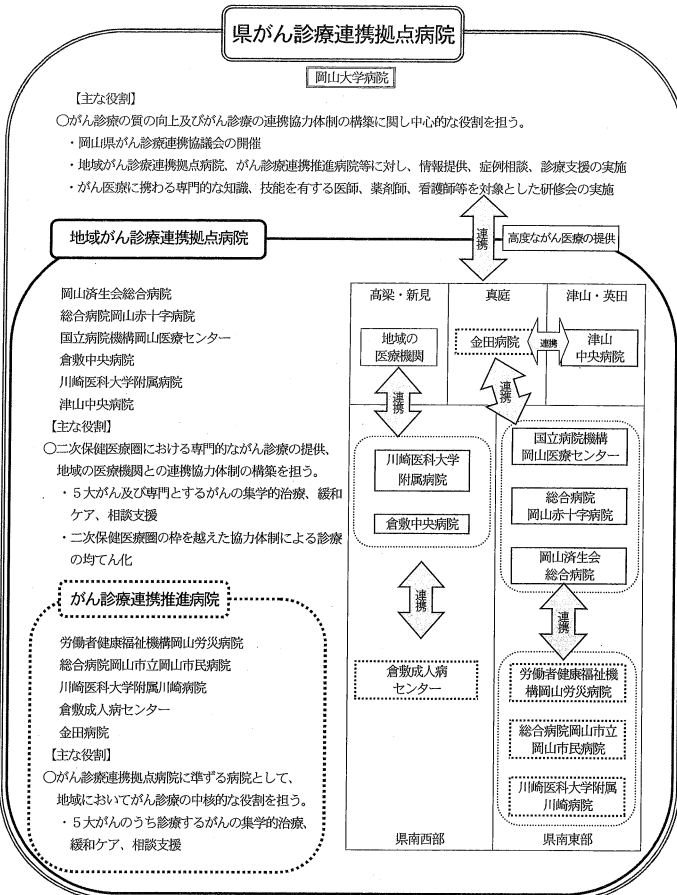 県がん診療連携拠点病院
岡山大学病院
【主な役割】
〇がん診療の質の向上及びがん診療の連携協力体制の構築に関し中心的な役割を担う。
・岡山県がん診療連携協議会の開催
・地域がん診療連携拠点病院、がん診療連携推進病院等に対し、情報提供、症例相談、診療支援の実施
・がん医療に携わる専門的な知識、技能を有する医師、薬剤師、看護師等を対象とした研修会の実施
連携
高度ながん医療の提供
地域がん診療連携拠点病院
岡山済生会総合病院
総合病院岡山赤十字病院
国立病院機構岡山医療センター
倉敷中央病院
川崎医科大学附属病院
津山中央病院
【主な役割】
〇二次保健医療圏における専門的ながん診療の提供、
地域の医療機関との連携協力体制の構築を担う。
・５大がん及び専門とするがんの集学的治療、緩和
ケア、相談支援
・二次保健医療圏の枠を越えた協力体制による診療
の均てん化
がん診療連携推進病院
労働者健康福祉機構岡山労災病院
総合病院岡山市立岡山市民病院
川崎医科大学附属川崎病院
倉敷成人病センター
金田病院
【主な役割】
〇がん診療連携拠点病院に準ずる病院として、
地域においてがん診療の中核的な役割を担う。
・５大がんのうち診療するがんの集学的治療、
緩和ケア、相談支援
高梁・新見
真庭
津山・英田
地域の
医療機関
金田病院
連携
津山
中央病院
連携
連携
川崎医科大学
附属病院
倉敷中央病院
国立病院機構
岡山医療センター
総合病院
岡山赤十字病院
岡山済生会
総合病院
連携
連携
倉敷成人病
センター
労働者健康福祉機
構岡山労災病院
総合病院岡山市立
岡山市民病院
川崎医科大学附属
川崎病院
県南西部
県南東部